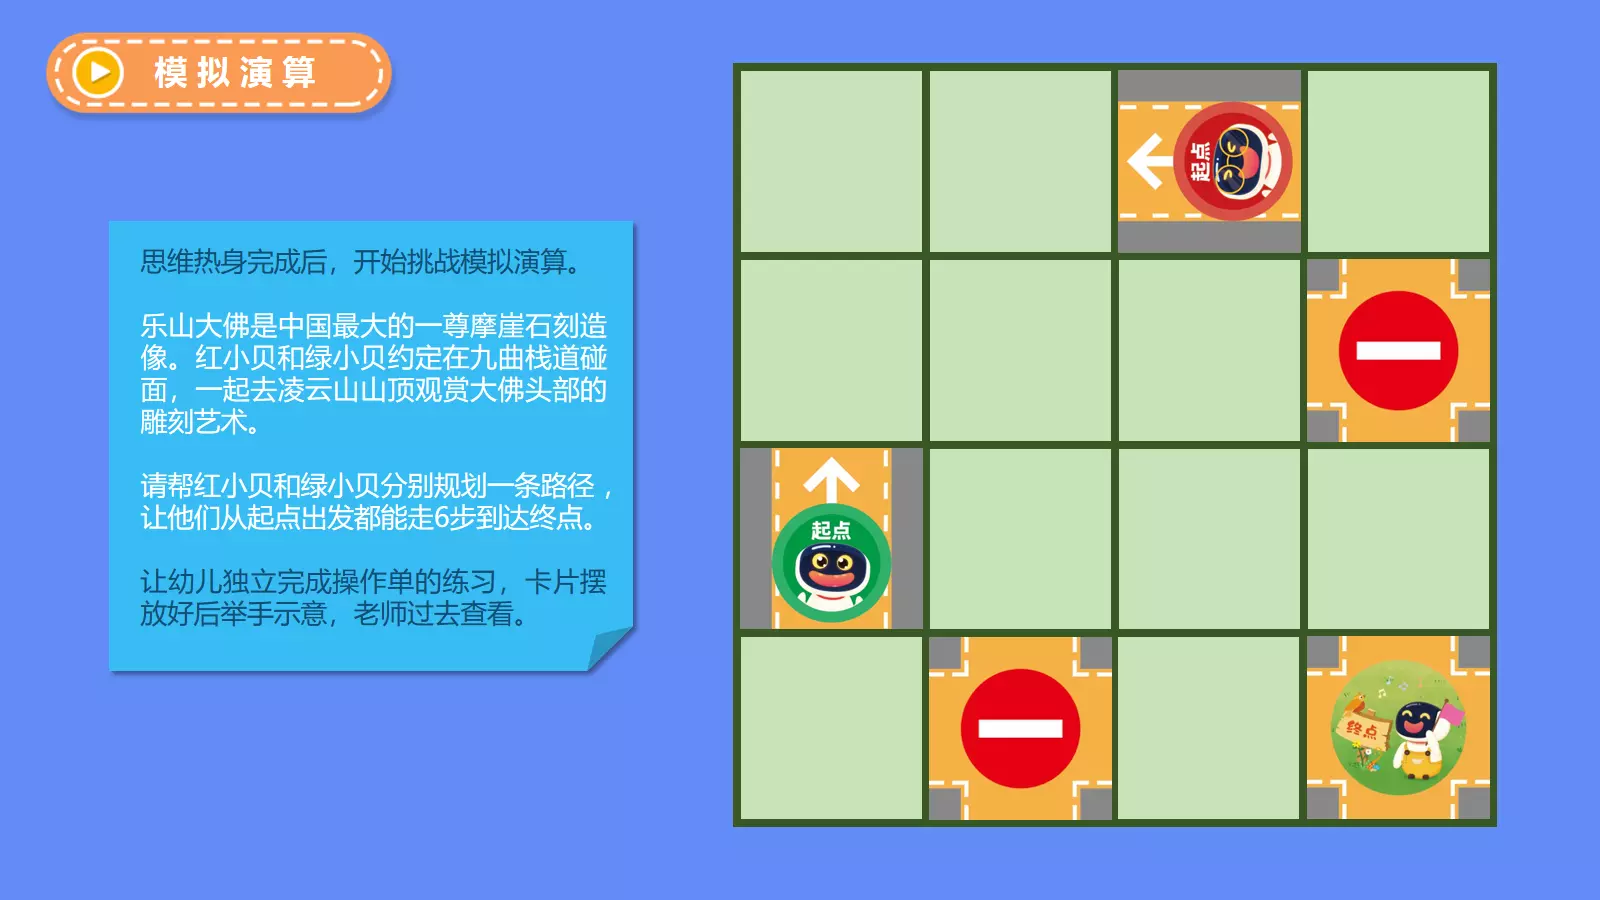 模拟演算
思维热身完成后，开始挑战模拟演算。
乐山大佛是中国最大的一尊摩崖石刻造
像。红小贝和绿小贝约定在九曲栈道碰
面，一起去凌云山山顶观赏大佛头部的
雕刻艺术。
请帮红小贝和绿小贝分别规划一条路径，
让他们从起点出发都能走6步到达终点。
让幼儿独立完成操作单的练习，卡片摆
放好后举手示意，老师过去查看。
起点
起点
终点